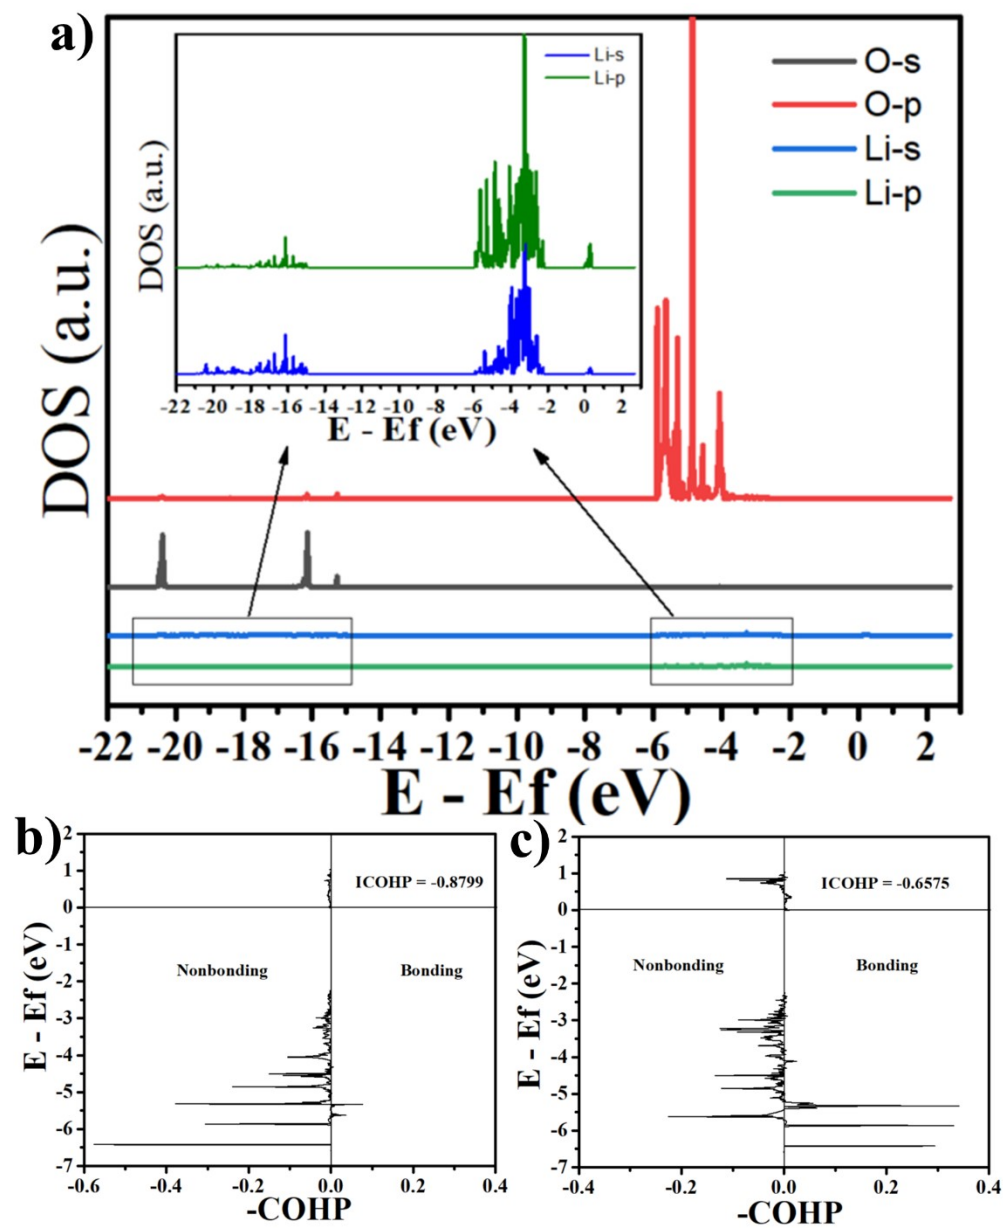 a)
O-s
O-p
Li-s
Li-p
Li-s
Li-p
DOS (a.u.)
-22 -20 -18 -16 -14 -12 -10 -8 -6 -4 -2 0 2
E - Ef (eV)
DOS (a.u.)
-22 -20 -18 -16 -14 -12 -10 -8 -6 -4 -2 0 2
E - Ef (eV)
b)
2
1
0
-1
-2
-3
-4
-5
-6
-7
E - Ef (eV)
ICOHP = -0.8799
Nonbonding Bonding
-0.6 -0.4 -0.2 0.0 0.2 0.4
-COHP
c)
2
1
0
-1
-2
-3
-4
-5
-6
-7
E - Ef (eV)
ICOHP = -0.6575
Nonbonding Bonding
-0.4 -0.2 0.0 0.2 0.4
-COHP